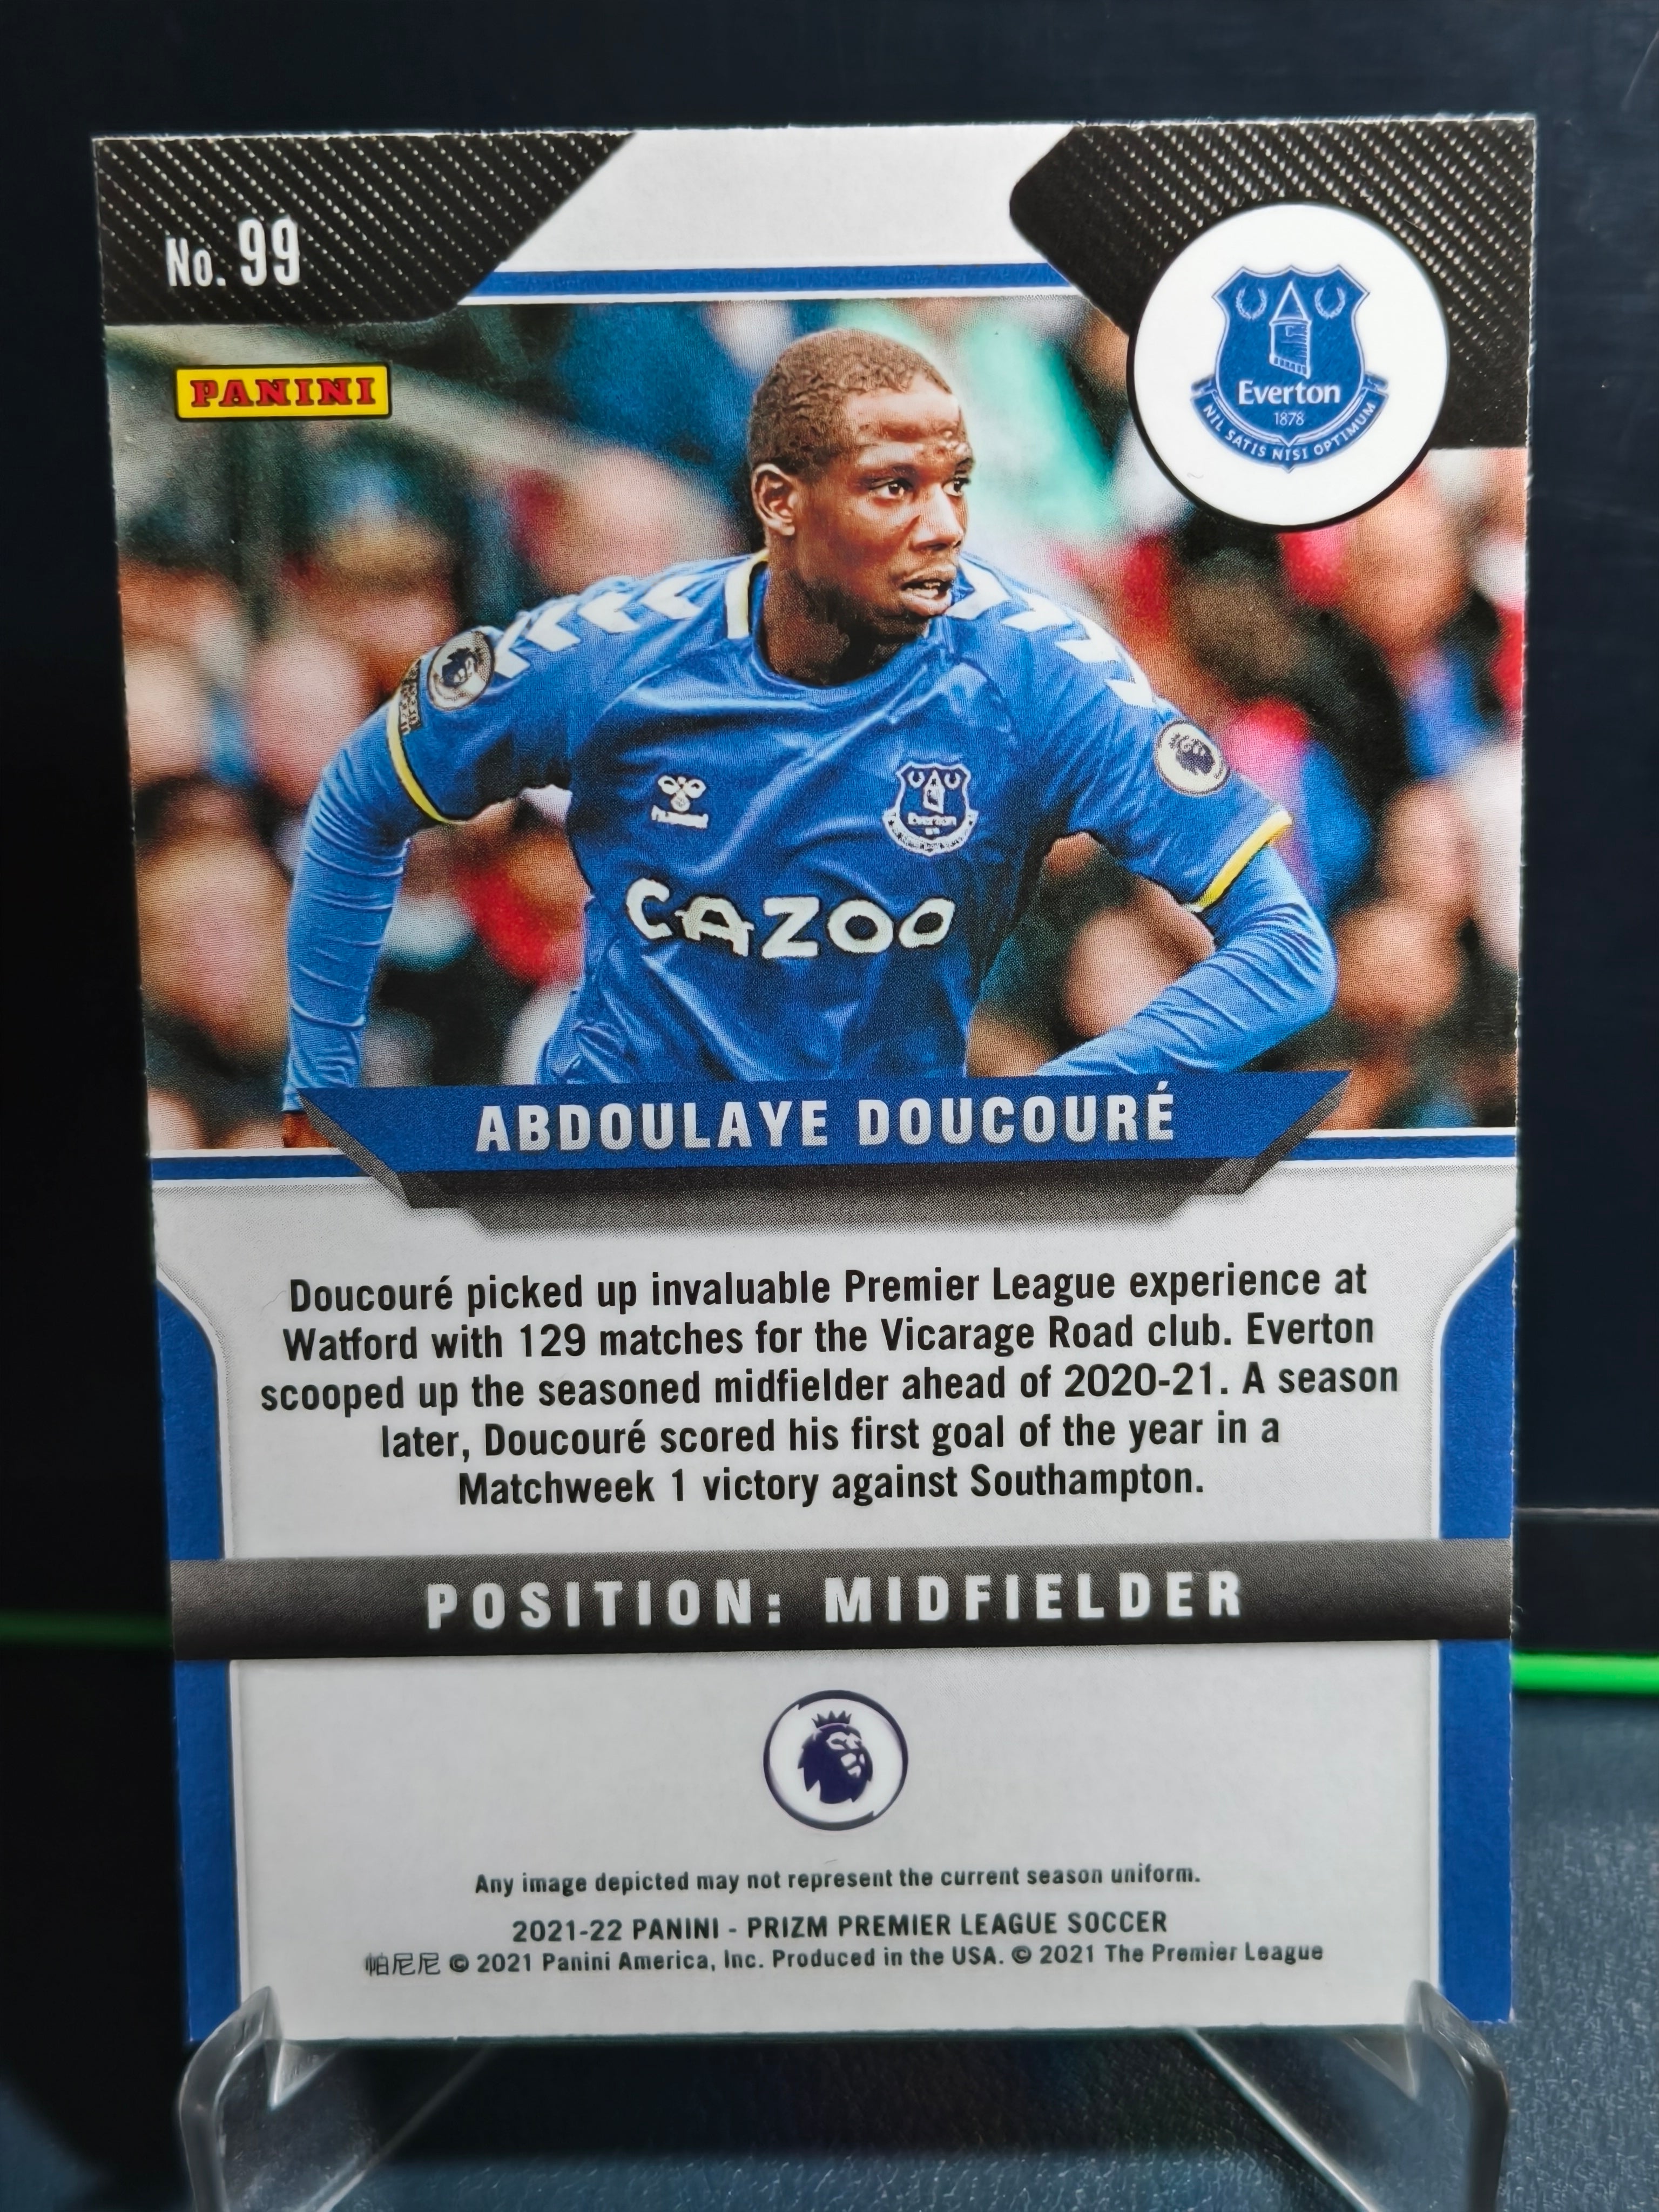 No. 99
PANINI
Everton
1878
NIL SATIS NISI OPTIMUM
hummel
Everton
CAZOO
ABDOULAYE DOUCOURÉ
Doucouré picked up invaluable Premier League experience at
Watford with 129 matches for the Vicarage Road club. Everton
scooped up the seasoned midfielder ahead of 2020-21. A season
later, Doucouré scored his first goal of the year in a
Matchweek 1 victory against Southampton.
POSITION: MIDFIELDER
Any image depicted may not represent the current season uniform.
2021-22 PANINI - PRIZM PREMIER LEAGUE SOCCER
帕尼尼 © 2021 Panini America, Inc. Produced in the USA. © 2021 The Premier League